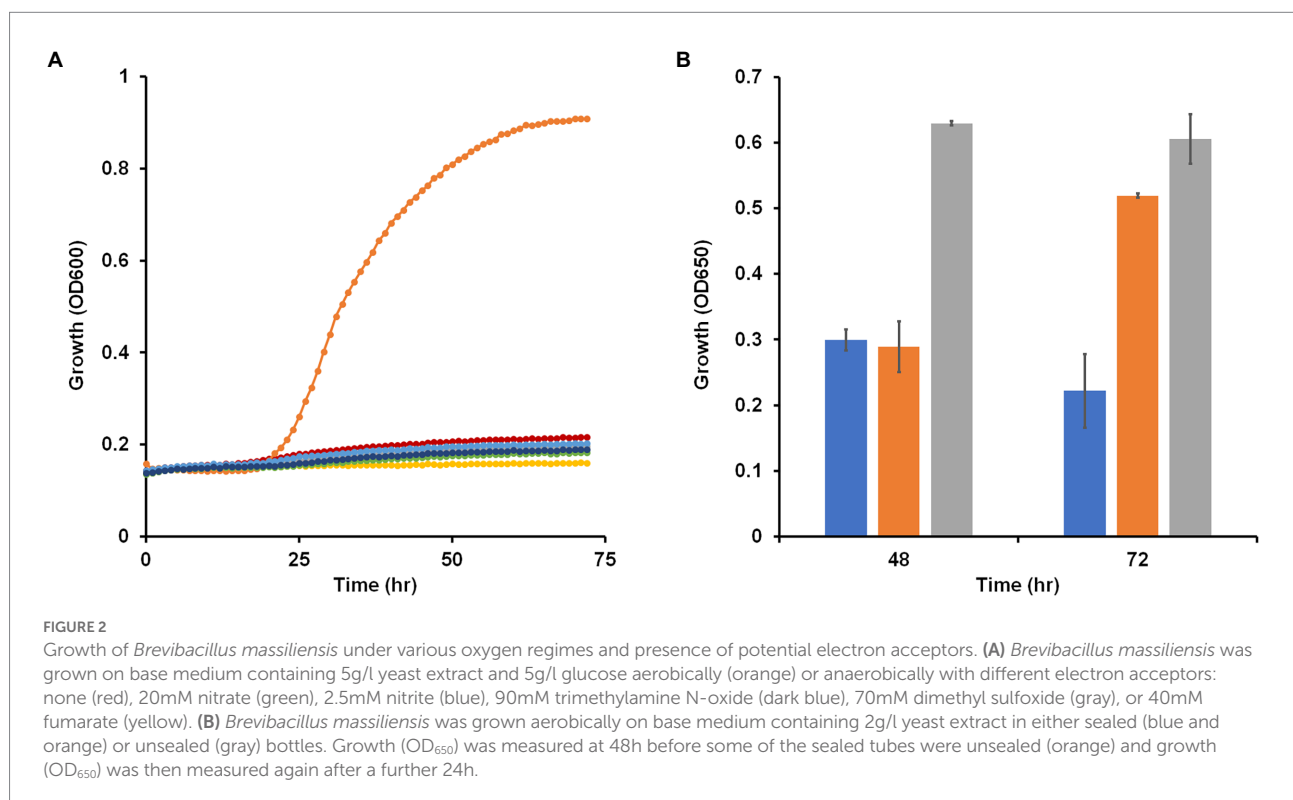 A
B
1
0.8
0.6
0.4
0.2
0
Growth (OD600)
0
25
50
75
Time (hr)
0.7
0.6
0.5
0.4
0.3
0.2
0.1
0
Growth (OD650)
48
72
Time (hr)
FIGURE 2
Growth of Brevibacillus massiliensis under various oxygen regimes and presence of potential electron acceptors. (A) Brevibacillus massiliensis was
grown on base medium containing 5g/l yeast extract and 5g/l glucose aerobically (orange) or anaerobically with different electron acceptors:
none (red), 20mM nitrate (green), 2.5mM nitrite (blue), 90mM trimethylamine N-oxide (dark blue), 70mM dimethyl sulfoxide (gray), or 40mM
fumarate (yellow). (B) Brevibacillus massiliensis was grown aerobically on base medium containing 2g/l yeast extract in either sealed (blue and
orange) or unsealed (gray) bottles. Growth (OD650) was measured at 48h before some of the sealed tubes were unsealed (orange) and growth
(OD650) was then measured again after a further 24h.